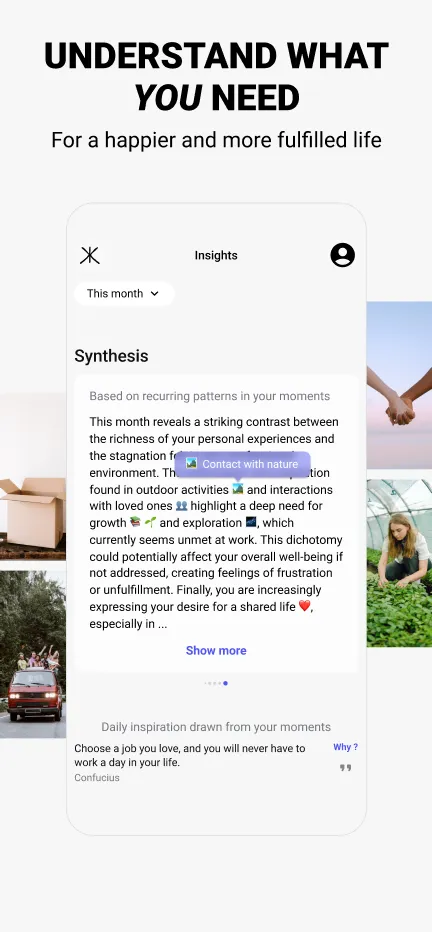 UNDERSTAND WHAT
YOU NEED
For a happier and more fulfilled life
Insights
This month
Synthesis
Based on recurring patterns in your moments
This month reveals a striking contrast between
the richness of your personal experiences and
the stagnation
Contact with nature
environment.
found in outdoor activities 🏞️ and interactions
with loved ones 👥 highlight a deep need for
growth 📚 🌱 and exploration 🌌, which
currently seems unmet at work. This dichotomy
could potentially affect your overall well-being if
not addressed, creating feelings of frustration
or unfulfillment. Finally, you are increasingly
expressing your desire for a shared life ❤️,
especially in ...
Show more
Daily inspiration drawn from your moments
Choose a job you love, and you will never have to
work a day in your life.
Why ?
Confucius